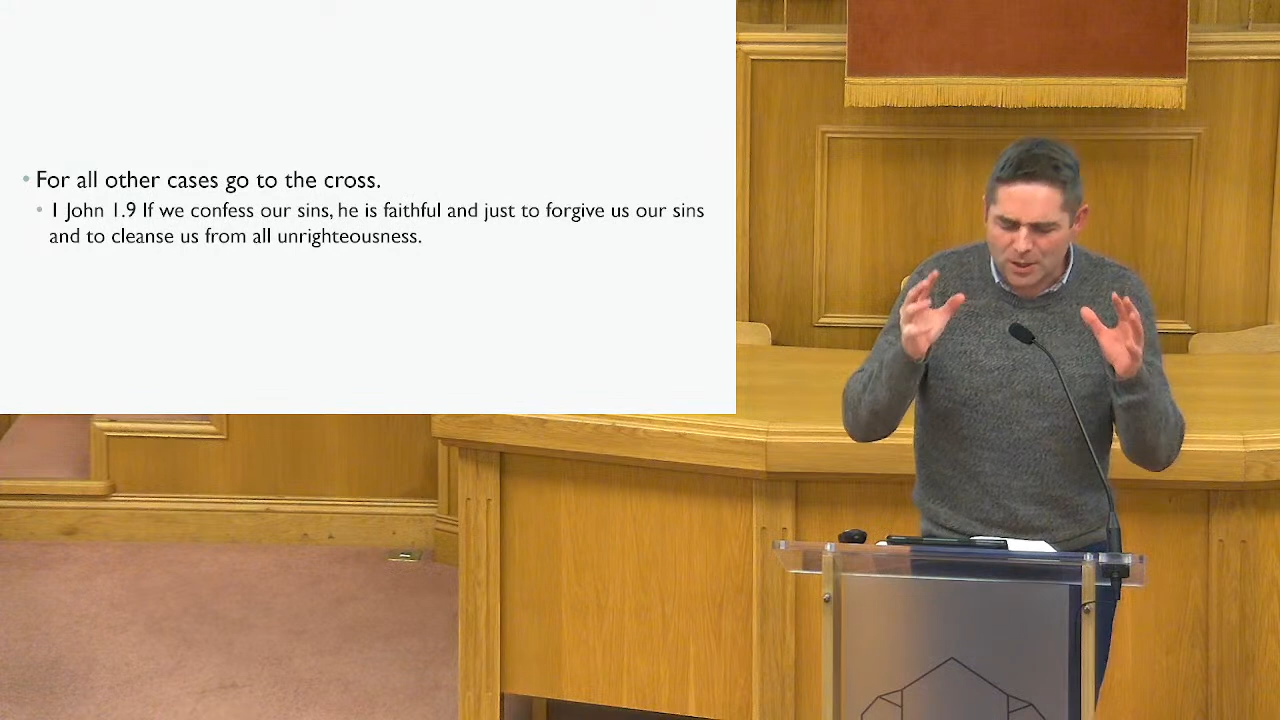 For all other cases go to the cross.
1 John 1.9 If we confess our sins, he is faithful and just to forgive us our sins
and to cleanse us from all unrighteousness.